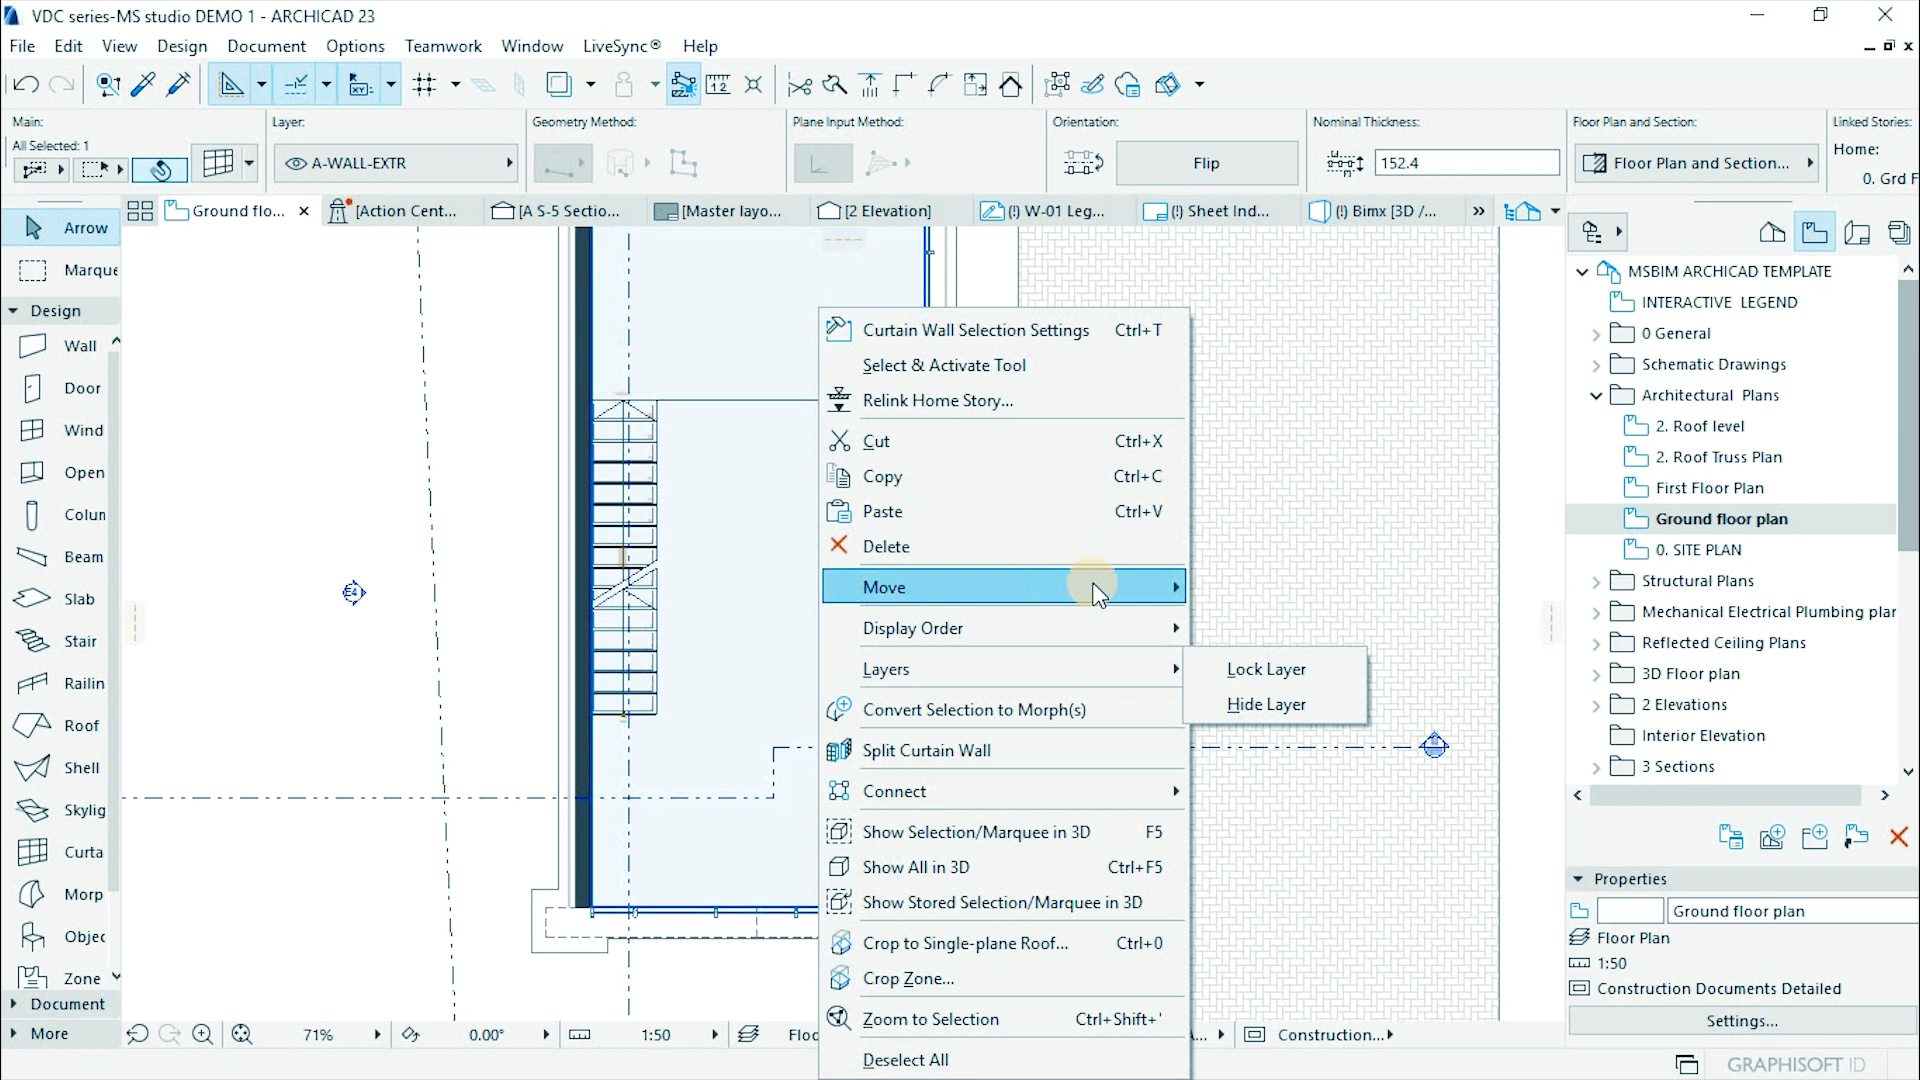 VDC series-MS studio DEMO 1 - ARCHICAD 23
File Edit View Design Document Options Teamwork Window LiveSync® Help
Main: Layer: Geometry Method: Plane Input Method: Orientation: Nominal Thickness: Floor Plan and Section: Linked Stories:
All Selected: 1
A-WALL-EXTR
Flip
152.4
Floor Plan and Section...
Home:
0. Grd F
Ground flo...
[Action Cent...
[A S-5 Sectio...
[Master layo...
[2 Elevation]
(!) W-01 Leg...
(!) Sheet Ind...
(!) Bimx [3D /...
Arrow
Marque
Design
Wall
Door
Wind
Open
Colun
Beam
Slab
Stair
Railin
Roof
Shell
Skylig
Curta
Morp
Objec
Zone
Document
More
E4
Curtain Wall Selection Settings Ctrl+T
Select & Activate Tool
Relink Home Story...
Cut Ctrl+X
Copy Ctrl+C
Paste Ctrl+V
Delete
Move
Display Order
Layers
Lock Layer
Hide Layer
Convert Selection to Morph(s)
Split Curtain Wall
Connect
Show Selection/Marquee in 3D F5
Show All in 3D Ctrl+F5
Show Stored Selection/Marquee in 3D
Crop to Single-plane Roof... Ctrl+0
Crop Zone...
Zoom to Selection Ctrl+Shift+'
Deselect All
MSBIM ARCHICAD TEMPLATE
INTERACTIVE LEGEND
0 General
Schematic Drawings
Architectural Plans
2. Roof level
2. Roof Truss Plan
First Floor Plan
Ground floor plan
0. SITE PLAN
Structural Plans
Mechanical Electrical Plumbing plar
Reflected Ceiling Plans
3D Floor plan
2 Elevations
Interior Elevation
3 Sections
Properties
Ground floor plan
Floor Plan
1:50
Construction Documents Detailed
Settings...
71% 0.00° 1:50 Floo ... Construction...
GRAPHISOFT ID